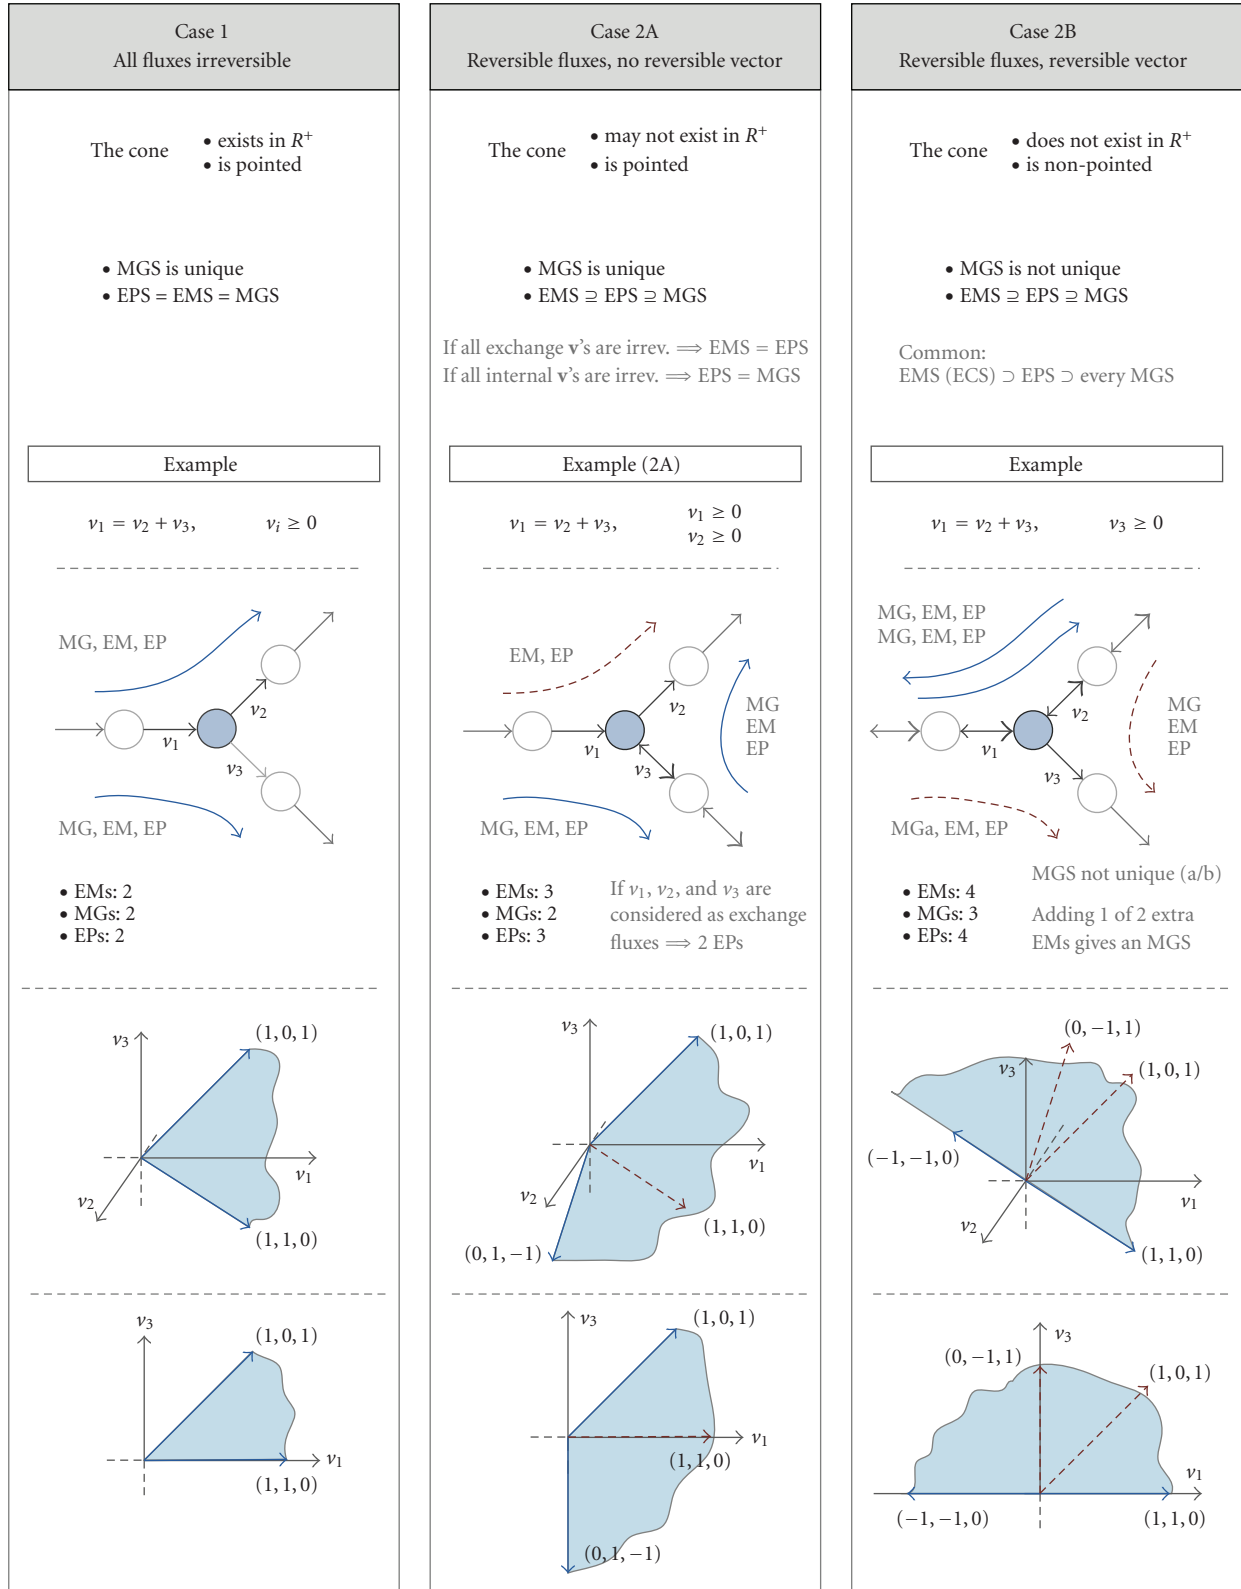 Case 1
All fluxes irreversible
The cone
• exists in R⁺
• is pointed
• MGS is unique
• EPS = EMS = MGS
Example
v₁ = v₂ + v₃, vᵢ ≥ 0
MG, EM, EP
v₂
v₁
v₃
MG, EM, EP
• EMs: 2
• MGs: 2
• EPs: 2
(1, 0, 1)
v₃
v₁
v₂
(1, 1, 0)
v₃
(1, 0, 1)
v₁
(1, 1, 0)
Case 2A
Reversible fluxes, no reversible vector
The cone
• may not exist in R⁺
• is pointed
• MGS is unique
• EMS ⊇ EPS ⊇ MGS
If all exchange v's are irrev. ⟹ EMS = EPS
If all internal v's are irrev. ⟹ EPS = MGS
Example (2A)
v₁ = v₂ + v₃, v₁ ≥ 0
v₂ ≥ 0
EM, EP
v₂
MG
EM
EP
v₁
v₃
MG, EM, EP
• EMs: 3
• MGs: 2
• EPs: 3
If v₁, v₂, and v₃ are
considered as exchange
fluxes ⟹ 2 EPs
v₃
(1, 0, 1)
v₁
v₂
(1, 1, 0)
(0, 1, −1)
v₃
(1, 0, 1)
v₁
(1, 1, 0)
(0, 1, −1)
Case 2B
Reversible fluxes, reversible vector
The cone
• does not exist in R⁺
• is non-pointed
• MGS is not unique
• EMS ⊇ EPS ⊇ MGS
Common:
EMS (ECS) ⊃ EPS ⊃ every MGS
Example
v₁ = v₂ + v₃, v₃ ≥ 0
MG, EM, EP
MG, EM, EP
v₂
MG
EM
EP
v₁
v₃
MGa, EM, EP
MGS not unique (a/b)
• EMs: 4
• MGs: 3
• EPs: 4
Adding 1 of 2 extra
EMs gives an MGS
(0, −1, 1)
v₃
(1, 0, 1)
(−1, −1, 0)
v₁
v₂
(1, 1, 0)
v₃
(0, −1, 1)
(1, 0, 1)
v₁
(−1, −1, 0)
(1, 1, 0)